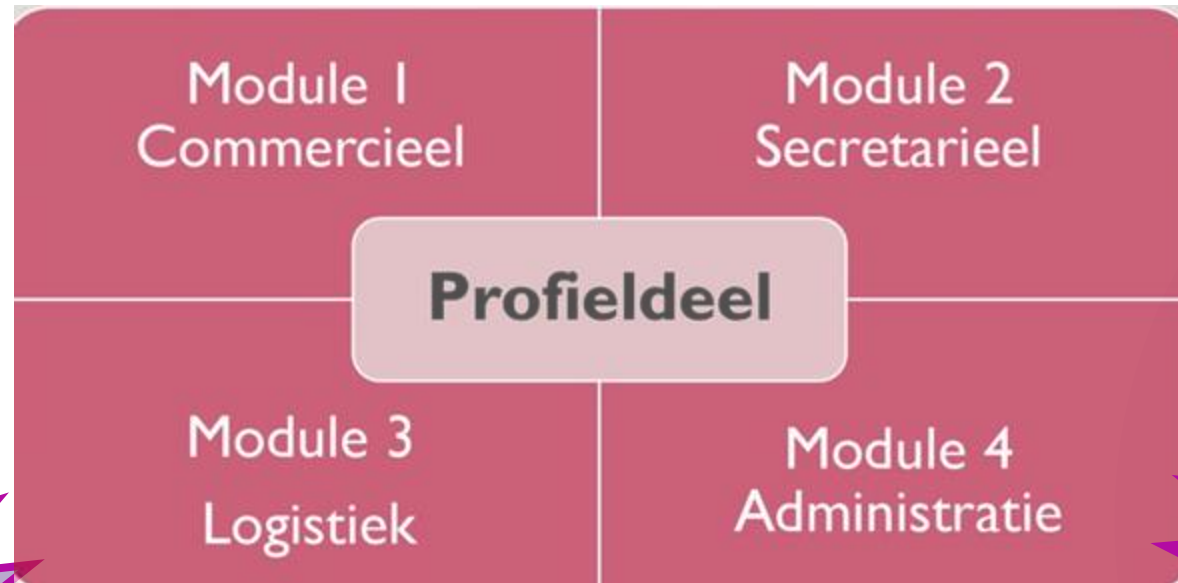 Module 1
Commercieel
Module 2
Secretarieel
Profieldeel
Module 3
Logistiek
Module 4
Administratie